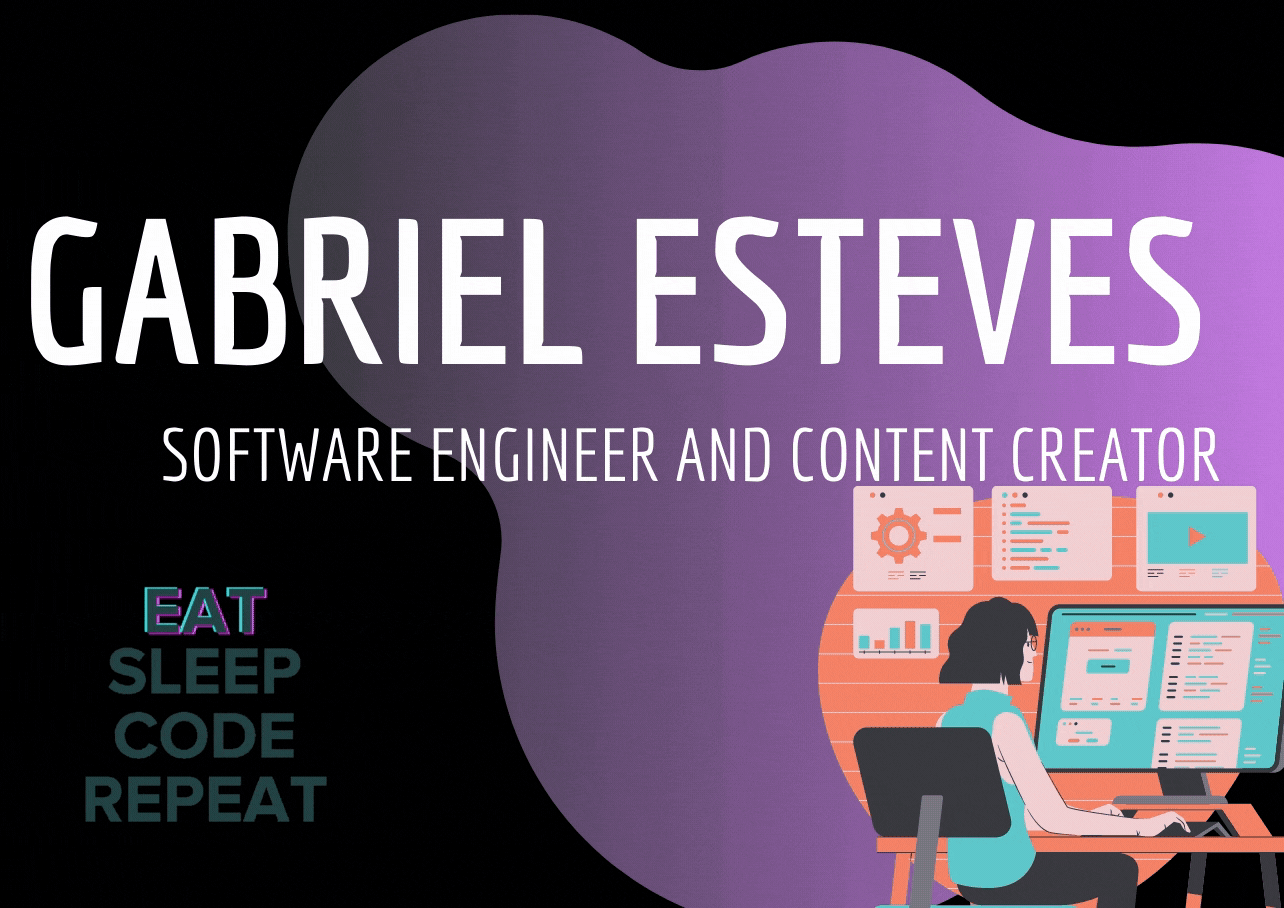 GABRIEL ESTEVES
SOFTWARE ENGINEER AND CONTENT CREATOR
EAT
SLEEP
CODE
REPEAT